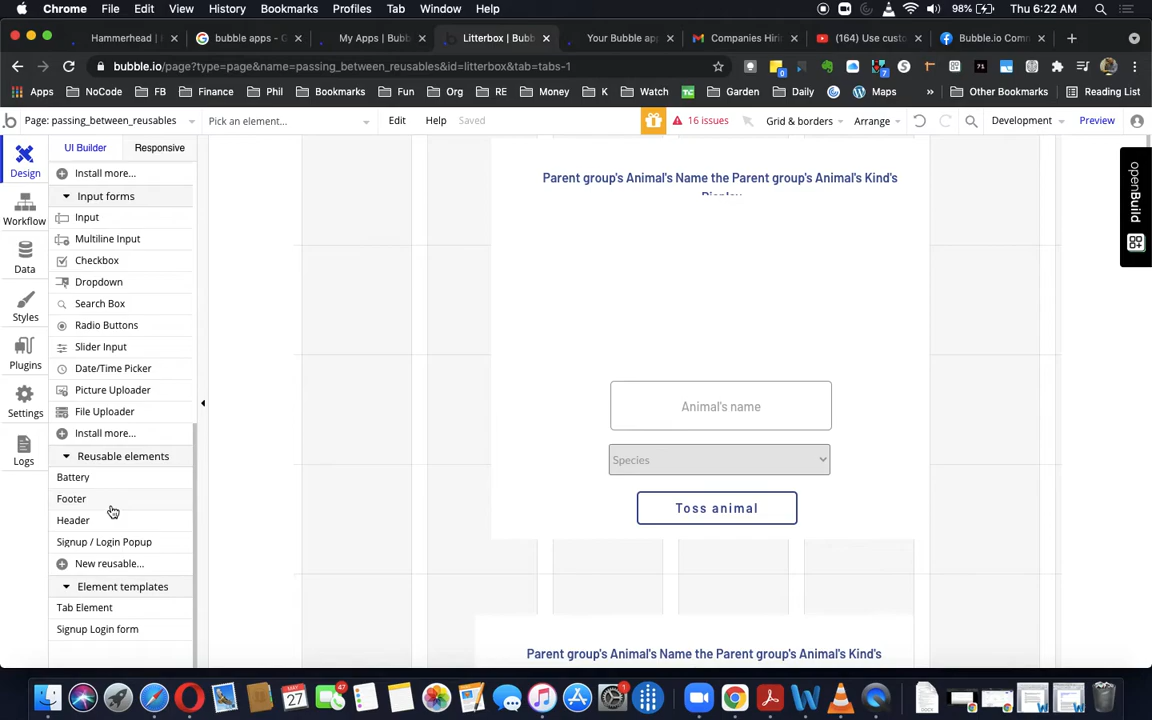 Chrome File Edit View History Bookmarks Profiles Tab Window Help 98% Thu 6:22 AM
Hammerhead | Bub × bubble apps - G × My Apps | Bubb × Litterbox | Bubb × Your Bubble ap × Companies Hiri × (164) Use custo × Bubble.io Com × +
bubble.io/page?type=page&name=passing_between_reusables&id=litterbox&tab=tabs-1
Apps NoCode FB Finance Phil Bookmarks Fun Org RE Money K Watch TC Garden Daily Maps » Other Bookmarks Reading List
Page: passing_between_reusables Pick an element... Edit Help Saved 16 issues Grid & borders Arrange Development Preview
Design
Workflow
Data
Styles
Plugins
Settings
Logs
UI Builder Responsive
Install more...
Input forms
Input
Multiline Input
Checkbox
Dropdown
Search Box
Radio Buttons
Slider Input
Date/Time Picker
Picture Uploader
File Uploader
Install more...
Reusable elements
Battery
Footer
Header
Signup / Login Popup
New reusable...
Element templates
Tab Element
Signup Login form
Parent group's Animal's Name the Parent group's Animal's Kind's
Display
Animal's name
Species
Toss animal
Parent group's Animal's Name the Parent group's Animal's Kind's
openBuild